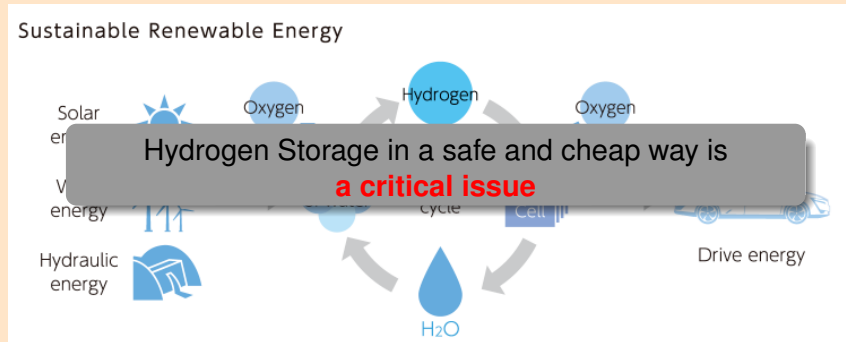 Sustainable Renewable Energy
Hydrogen
Oxygen
Oxygen
Solar
Hydrogen Storage in a safe and cheap way is
a critical issue
energy
cycle
Cell
Hydraulic
energy
Drive energy
H₂O